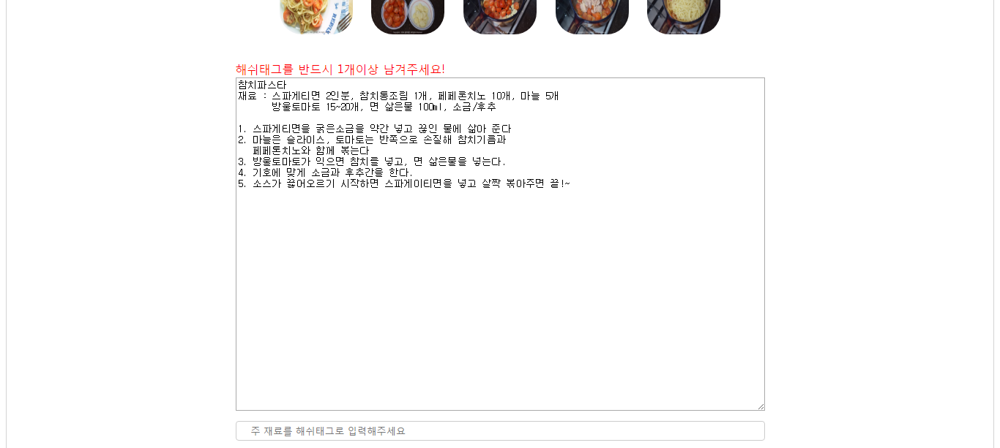 해쉬태그를 반드시 1개이상 남겨주세요!
참치파스타
재료 : 스파게티면 2인분, 참치통조림 1개, 페페론치노 10개, 마늘 5개
방울토마토 15~20개, 면 삶은물 100ml, 소금/후추
1. 스파게티면을 굵은소금을 약간 넣고 끓인 물에 삶아 준다
2. 마늘은 슬라이스, 토마토는 반쪽으로 손질해 참치기름과
페페론치노와 함께 볶는다
3. 방울토마토가 익으면 참치를 넣고, 면 삶은물을 넣는다.
4. 기호에 맞게 소금과 후추간을 한다.
5. 소스가 끓어오르기 시작하면 스파게이티면을 넣고 살짝 볶아주면 끝!~
주 재료를 해쉬태그로 입력해주세요